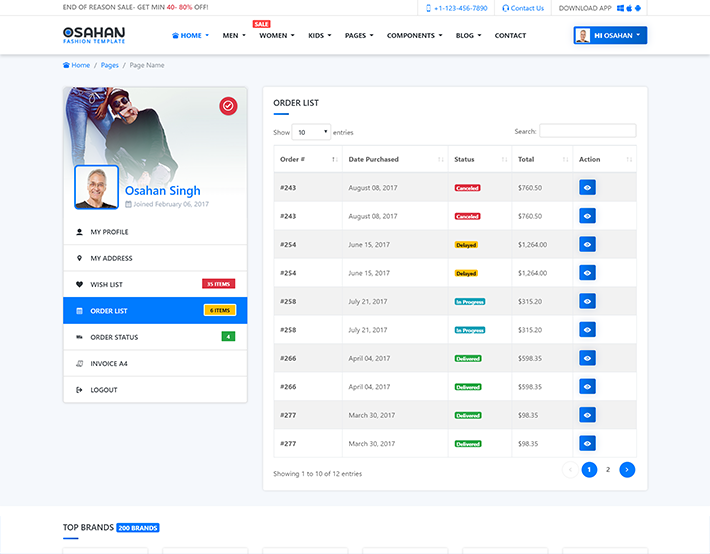 END OF REASON SALE- GET MIN 40- 80% OFF!
+1-123-456-7890 Contact Us DOWNLOAD APP
SALE
OSAHAN
FASHION TEMPLATE
HOME MEN WOMEN KIDS PAGES COMPONENTS BLOG CONTACT HI OSAHAN
Home / Pages / Page Name
Osahan Singh
Joined February 06, 2017
MY PROFILE
MY ADDRESS
WISH LIST 35 ITEMS
ORDER LIST 6 ITEMS
ORDER STATUS 4
INVOICE A4
LOGOUT
ORDER LIST
Show 10 entries Search:
Order # Date Purchased Status Total Action
#243 August 08, 2017 Canceled $760.50
#243 August 08, 2017 Canceled $760.50
#254 June 15, 2017 Delayed $1,264.00
#254 June 15, 2017 Delayed $1,264.00
#258 July 21, 2017 In Progress $315.20
#258 July 21, 2017 In Progress $315.20
#266 April 04, 2017 Delivered $598.35
#266 April 04, 2017 Delivered $598.35
#277 March 30, 2017 Delivered $98.35
#277 March 30, 2017 Delivered $98.35
Showing 1 to 10 of 12 entries 1 2
TOP BRANDS 200 BRANDS